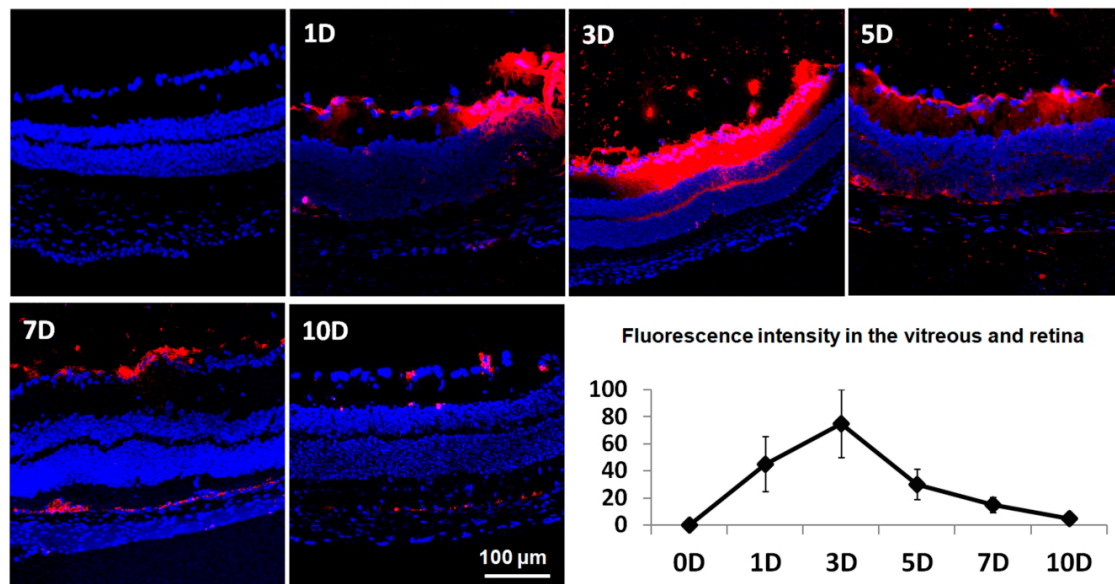 1D
3D
5D
7D
10D
100 µm
Fluorescence intensity in the vitreous and retina
100
80
60
40
20
0
0D 1D 3D 5D 7D 10D